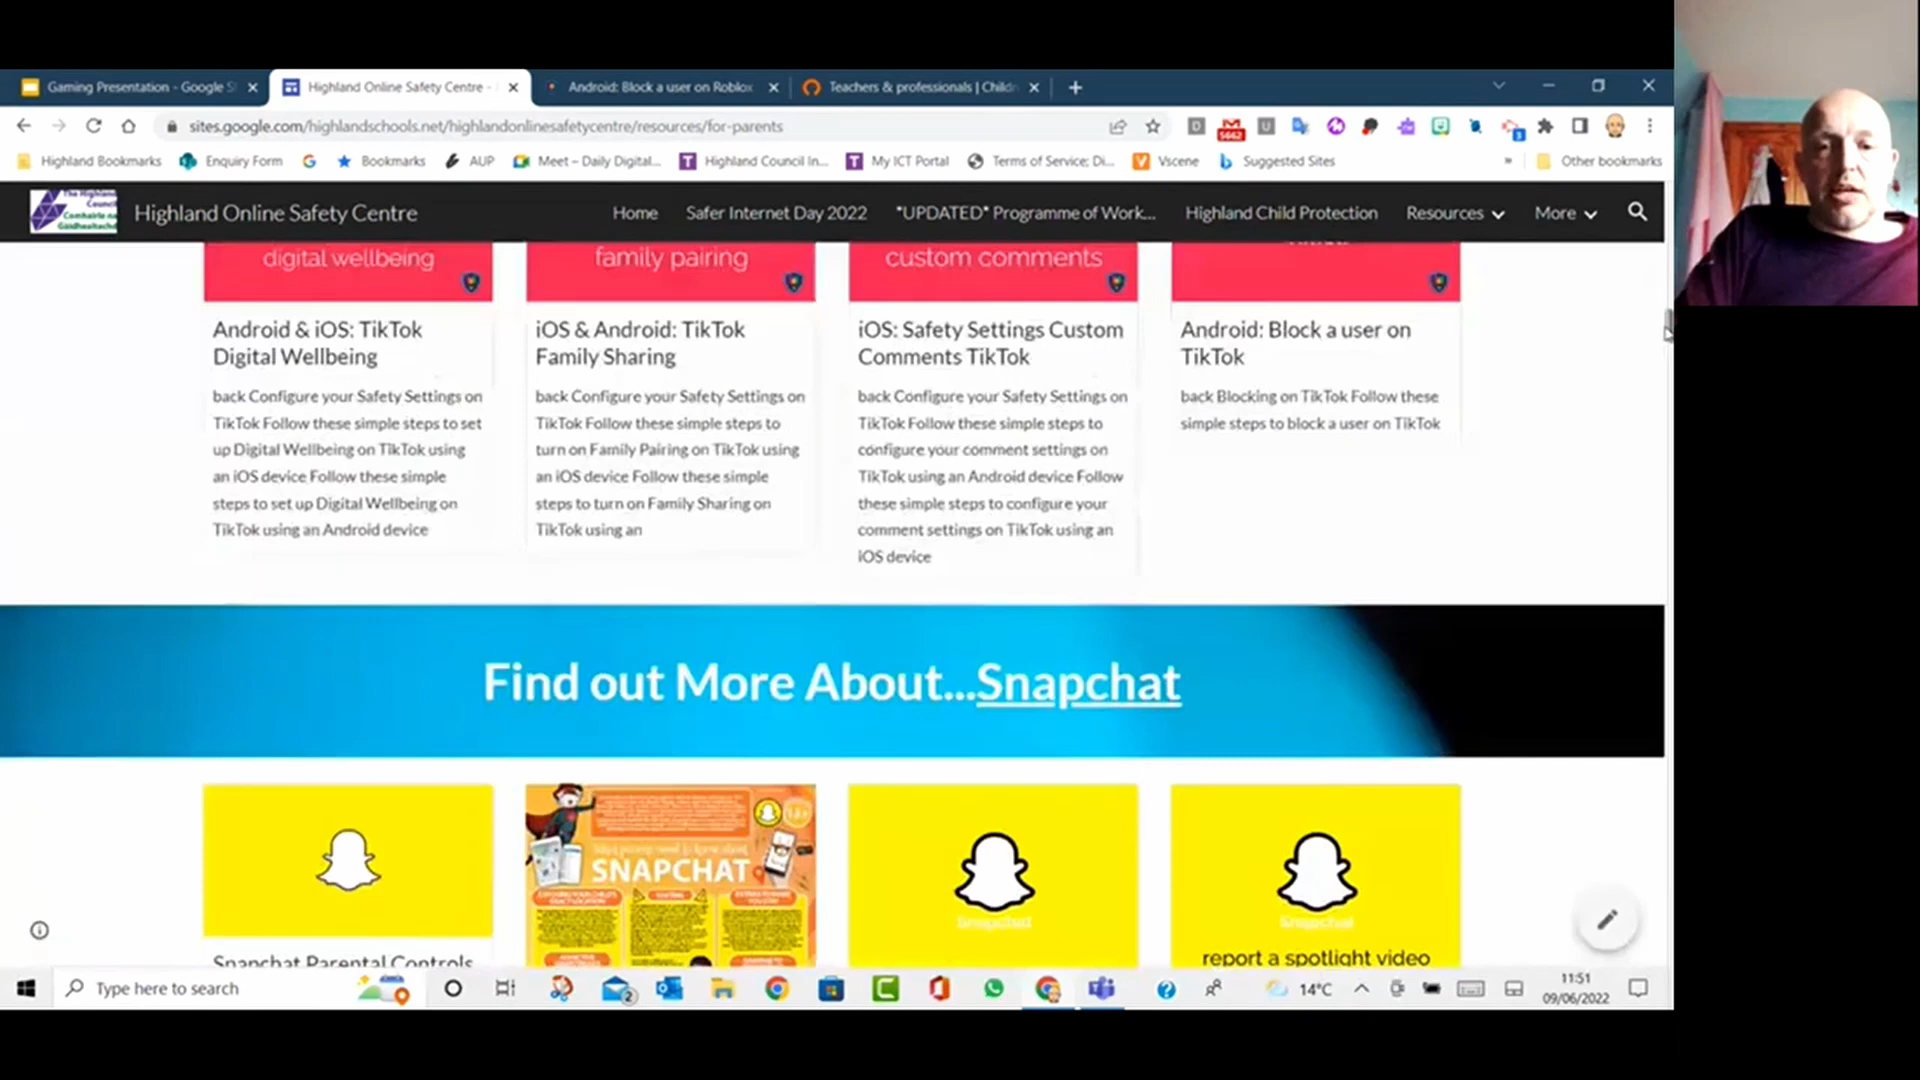 Gaming Presentation - Google S
Highland Online Safety Centre -
Android: Block a user on Roblox
Teachers & professionals | Childr
sites.google.com/highlandschools.net/highlandonlinesafetycentre/resources/for-parents
5662
Highland Bookmarks
Enquiry Form
Bookmarks
AUP
Meet – Daily Digital...
Highland Council In...
My ICT Portal
Terms of Service; Di...
Vscene
Suggested Sites
Other bookmarks
The Highland
Council
Comhairle na
Gàidhealtachd
Highland Online Safety Centre
Home
Safer Internet Day 2022
*UPDATED* Programme of Work...
Highland Child Protection
Resources
More
digital wellbeing
family pairing
custom comments
Android & iOS: TikTok
Digital Wellbeing
back Configure your Safety Settings on
TikTok Follow these simple steps to set
up Digital Wellbeing on TikTok using
an iOS device Follow these simple
steps to set up Digital Wellbeing on
TikTok using an Android device
iOS & Android: TikTok
Family Sharing
back Configure your Safety Settings on
TikTok Follow these simple steps to
turn on Family Pairing on TikTok using
an iOS device Follow these simple
steps to turn on Family Sharing on
TikTok using an
iOS: Safety Settings Custom
Comments TikTok
back Configure your Safety Settings on
TikTok Follow these simple steps to
configure your comment settings on
TikTok using an Android device Follow
these simple steps to configure your
comment settings on TikTok using an
iOS device
Android: Block a user on
TikTok
back Blocking on TikTok Follow these
simple steps to block a user on TikTok
Find out More About...Snapchat
SNAPCHAT
Snapchat
Snapchat
report a spotlight video
Snapchat Parental Controls
Type here to search
2
14°C
11:51
09/06/2022